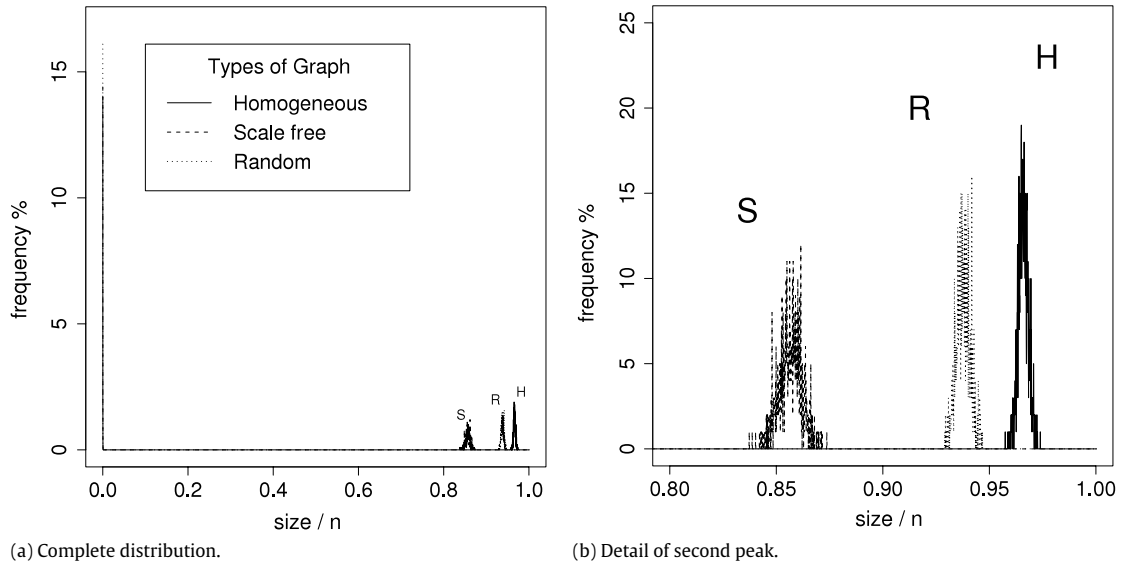 Types of Graph
Homogeneous
Scale free
Random
frequency %
15
10
5
0
S
R
H
0.0 0.2 0.4 0.6 0.8 1.0
size / n
(a) Complete distribution.
frequency %
25
20
15
10
5
0
H
R
S
0.80 0.85 0.90 0.95 1.00
size / n
(b) Detail of second peak.